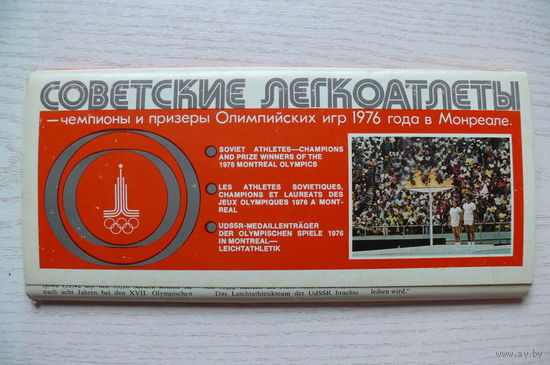 СОВЕТСКИЕ ЛЕГКОАТЛЕТЫ
—чемпионы и призеры Олимпийских игр 1976 года в Монреале.
SOVIET ATHLETES—CHAMPIONS
AND PRIZE WINNERS OF THE
1976 MONTREAL OLYMPICS
LES ATHLETES SOVIETIQUES,
CHAMPIONS ET LAUREATS DES
JEUX OLYMPIQUES 1976 A MONT-
REAL
UDSSR-MEDAILLENTRÄGER
DER OLYMPISCHEN SPIELE 1976
IN MONTREAL—
LEICHTATHLETIK
nach acht Jahren bei den XVII. Olympischen
Das Leichtathletikteam der UdSSR brachte
leihen wird."
www.ay.by